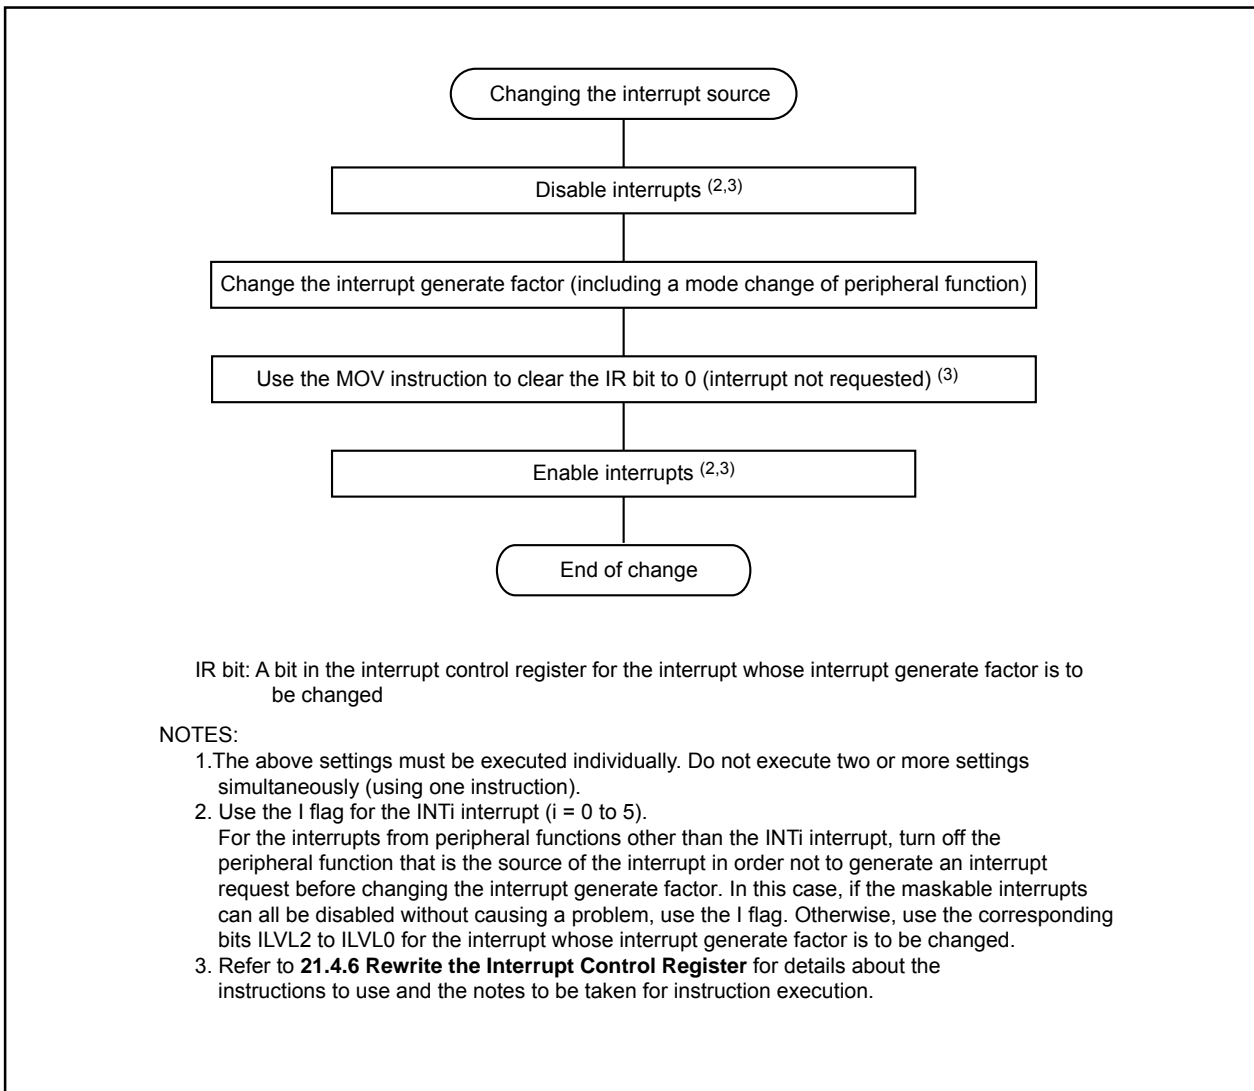 Changing the interrupt source
Disable interrupts (2,3)
Change the interrupt generate factor (including a mode change of peripheral function)
Use the MOV instruction to clear the IR bit to 0 (interrupt not requested) (3)
Enable interrupts (2,3)
End of change
IR bit: A bit in the interrupt control register for the interrupt whose interrupt generate factor is to
be changed
NOTES:
1.The above settings must be executed individually. Do not execute two or more settings
simultaneously (using one instruction).
2. Use the I flag for the INTi interrupt (i = 0 to 5).
For the interrupts from peripheral functions other than the INTi interrupt, turn off the
peripheral function that is the source of the interrupt in order not to generate an interrupt
request before changing the interrupt generate factor. In this case, if the maskable interrupts
can all be disabled without causing a problem, use the I flag. Otherwise, use the corresponding
bits ILVL2 to ILVL0 for the interrupt whose interrupt generate factor is to be changed.
3. Refer to 21.4.6 Rewrite the Interrupt Control Register for details about the
instructions to use and the notes to be taken for instruction execution.